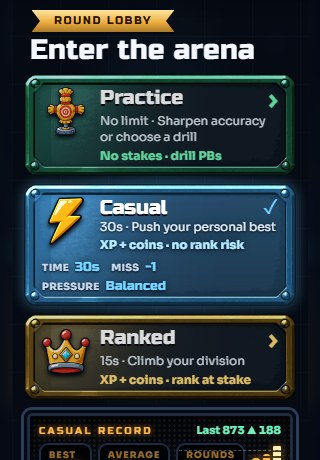 ROUND LOBBY
Enter the arena
Practice
No limit · Sharpen accuracy
or choose a drill
No stakes · drill PBs
Casual
30s · Push your personal best
XP + coins · no rank risk
TIME 30s MISS -1
PRESSURE Balanced
Ranked
15s · Climb your division
XP + coins · rank at stake
CASUAL RECORD Last 873 ▲ 188
BEST AVERAGE ROUNDS